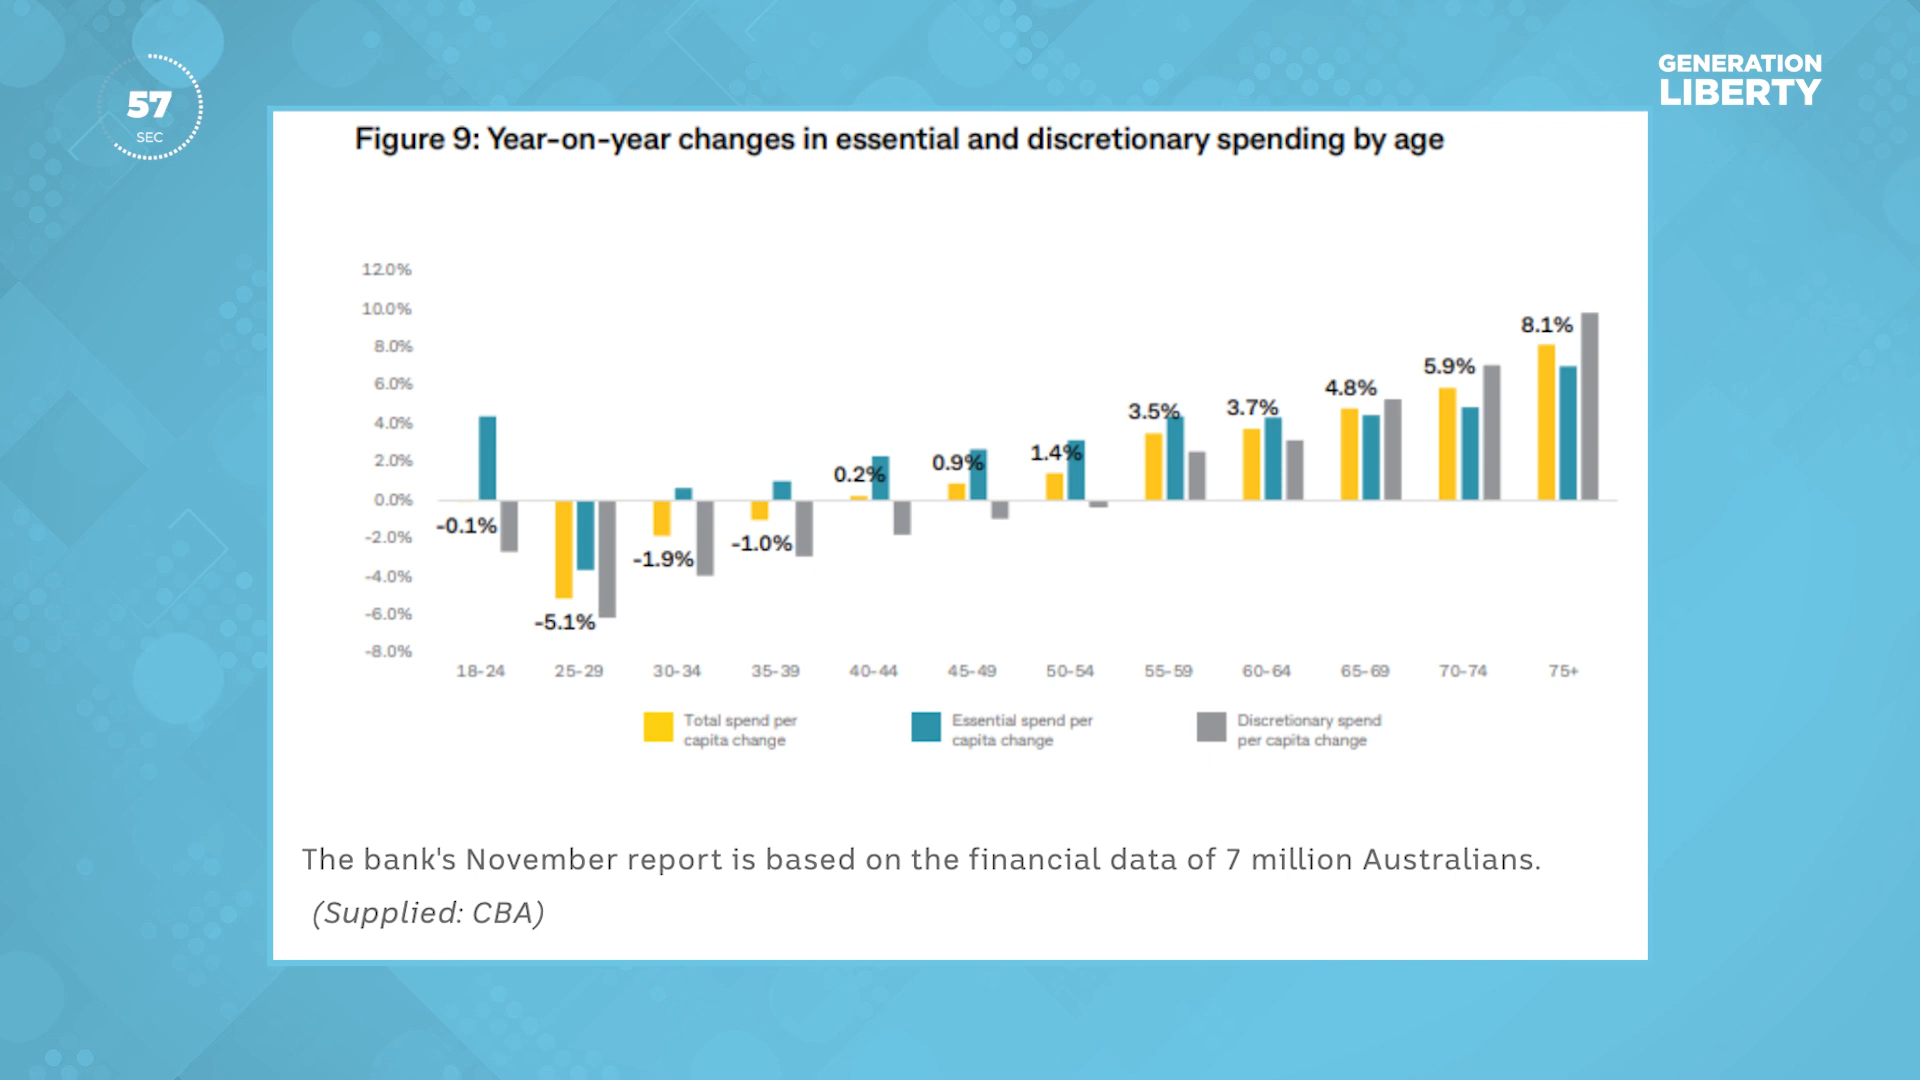 57
SEC
GENERATION
LIBERTY
Figure 9: Year-on-year changes in essential and discretionary spending by age
12.0%
10.0%
8.0%
6.0%
4.0%
2.0%
0.0%
-2.0%
-4.0%
-6.0%
-8.0%
-0.1%
-5.1%
-1.9%
-1.0%
0.2%
0.9%
1.4%
3.5%
3.7%
4.8%
5.9%
8.1%
18-24 25-29 30-34 35-39 40-44 45-49 50-54 55-59 60-64 65-69 70-74 75+
Total spend per
capita change
Essential spend per
capita change
Discretionary spend
per capita change
The bank's November report is based on the financial data of 7 million Australians.
(Supplied: CBA)